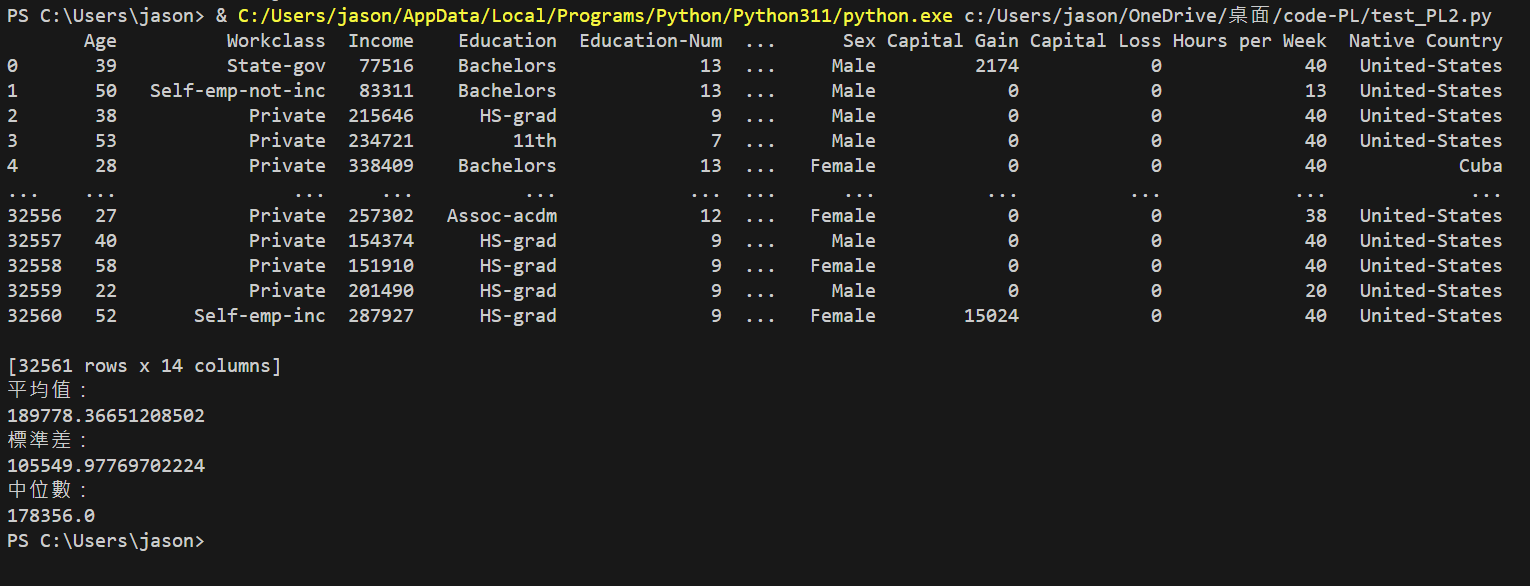 PS C:\Users\jason> & C:/Users/jason/AppData/Local/Programs/Python/Python311/python.exe c:/Users/jason/OneDrive/桌面/code-PL/test_PL2.py
Age Workclass Income Education Education-Num ... Sex Capital Gain Capital Loss Hours per Week Native Country
0 39 State-gov 77516 Bachelors 13 ... Male 2174 0 40 United-States
1 50 Self-emp-not-inc 83311 Bachelors 13 ... Male 0 0 13 United-States
2 38 Private 215646 HS-grad 9 ... Male 0 0 40 United-States
3 53 Private 234721 11th 7 ... Male 0 0 40 United-States
4 28 Private 338409 Bachelors 13 ... Female 0 0 40 Cuba
... ... ... ... ... ... ... ... ... ... ... ...
32556 27 Private 257302 Assoc-acdm 12 ... Female 0 0 38 United-States
32557 40 Private 154374 HS-grad 9 ... Male 0 0 40 United-States
32558 58 Private 151910 HS-grad 9 ... Female 0 0 40 United-States
32559 22 Private 201490 HS-grad 9 ... Male 0 0 20 United-States
32560 52 Self-emp-inc 287927 HS-grad 9 ... Female 15024 0 40 United-States
[32561 rows x 14 columns]
平均值：
189778.36651208502
標準差：
105549.97769702224
中位數：
178356.0
PS C:\Users\jason>